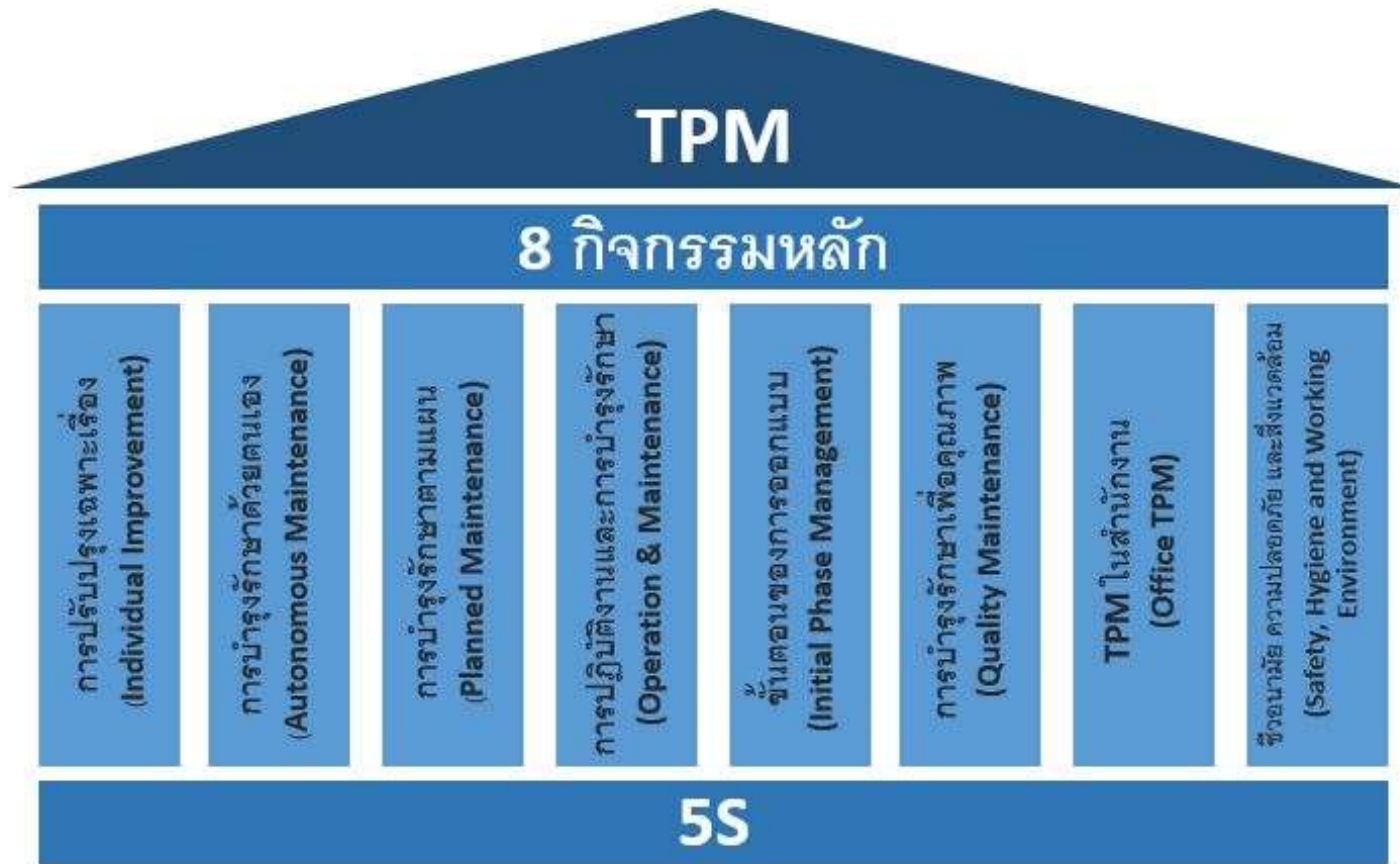 TPM
8 กิจกรรมหลัก
การปรับปรุงเฉพาะเรื่อง
(Individual Improvement)
การบำรุงรักษาด้วยตนเอง
(Autonomous Maintenance)
การบำรุงรักษาตามแผน
(Planned Maintenance)
การปฏิบัติงานและการบำรุงรักษา
(Operation & Maintenance)
ขั้นตอนของการออกแบบ
(Initial Phase Management)
การบำรุงรักษาเพื่อคุณภาพ
(Quality Maintenance)
TPM ในสำนักงาน
(Office TPM)
ชีวอนามัย ความปลอดภัย และสิ่งแวดล้อม
(Safety, Hygiene and Working
Environment)
5S